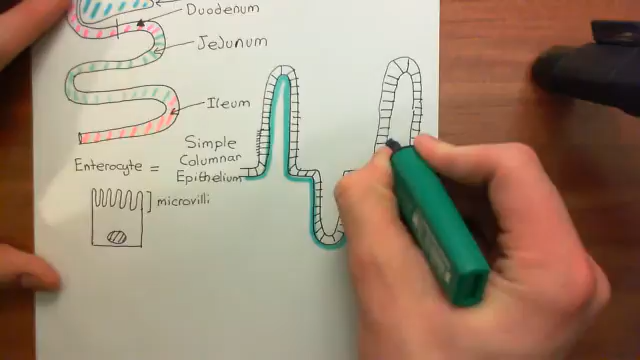 Duodenum
Jejunum
Ileum
Enterocyte =
Simple
Columnar
Epithelium
microvilli